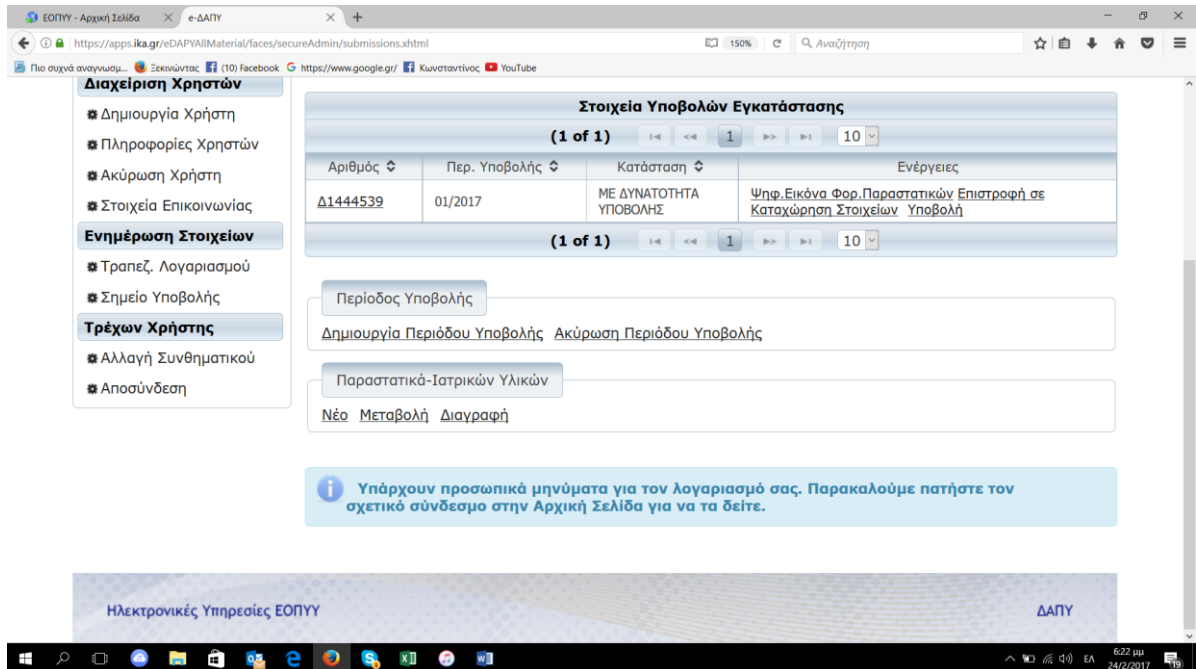 ΕΟΠΥΥ - Αρχική Σελίδα
e-ΔΑΠΥ
https://apps.ika.gr/eDAPYAllMaterial/faces/secureAdmin/submissions.xhtml
150%
Αναζήτηση
Πιο συχνά αναγνωσμ... Ξεκινώντας (10) Facebook https://www.google.gr/ Κωνσταντίνος YouTube
Διαχείριση Χρηστών
Δημιουργία Χρήστη
Πληροφορίες Χρηστών
Ακύρωση Χρήστη
Στοιχεία Επικοινωνίας
Ενημέρωση Στοιχείων
Τραπεζ. Λογαριασμού
Σημείο Υποβολής
Τρέχων Χρήστης
Αλλαγή Συνθηματικού
Αποσύνδεση
Στοιχεία Υποβολών Εγκατάστασης
(1 of 1) 1 10
Αριθμός Περ. Υποβολής Κατάσταση Ενέργειες
Δ1444539 01/2017 ΜΕ ΔΥΝΑΤΟΤΗΤΑ ΥΠΟΒΟΛΗΣ Ψηφ.Εικόνα Φορ.Παραστατικών Επιστροφή σε
Καταχώρηση Στοιχείων Υποβολή
(1 of 1) 1 10
Περίοδος Υποβολής
Δημιουργία Περιόδου Υποβολής Ακύρωση Περιόδου Υποβολής
Παραστατικά-Ιατρικών Υλικών
Νέο Μεταβολή Διαγραφή
Υπάρχουν προσωπικά μηνύματα για τον λογαριασμό σας. Παρακαλούμε πατήστε τον
σχετικό σύνδεσμο στην Αρχική Σελίδα για να τα δείτε.
Ηλεκτρονικές Υπηρεσίες ΕΟΠΥΥ
ΔΑΠΥ
ΕΛ
6:22 μμ
24/2/2017
19